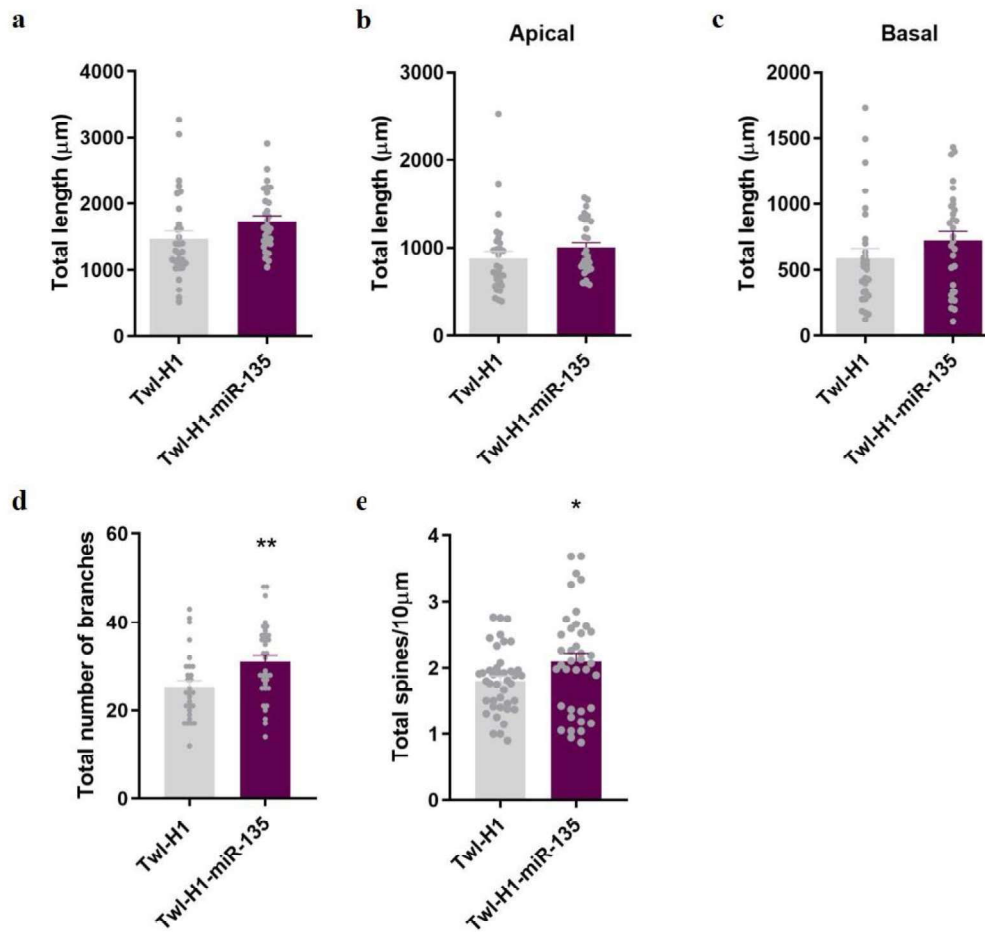 a
Total length (μm)
4000
3000
2000
1000
0
Twl-H1
Twl-H1-miR-135
b
Apical
Total length (μm)
3000
2000
1000
0
Twl-H1
Twl-H1-miR-135
c
Basal
Total length (μm)
2000
1500
1000
500
0
Twl-H1
Twl-H1-miR-135
d
Total number of branches
60
40
20
0
**
Twl-H1
Twl-H1-miR-135
e
Total spines/10μm
4
3
2
1
0
*
Twl-H1
Twl-H1-miR-135